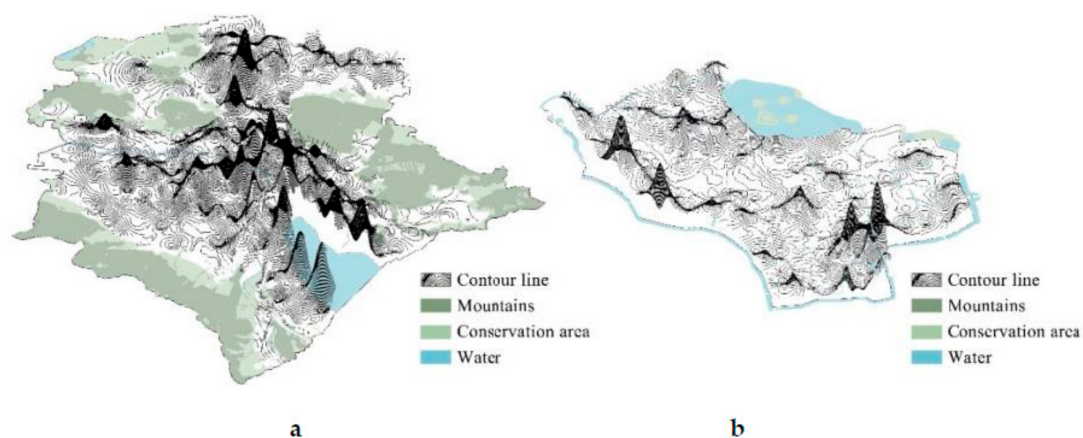 Contour line
Mountains
Conservation area
Water
Contour line
Mountains
Conservation area
Water
a
b